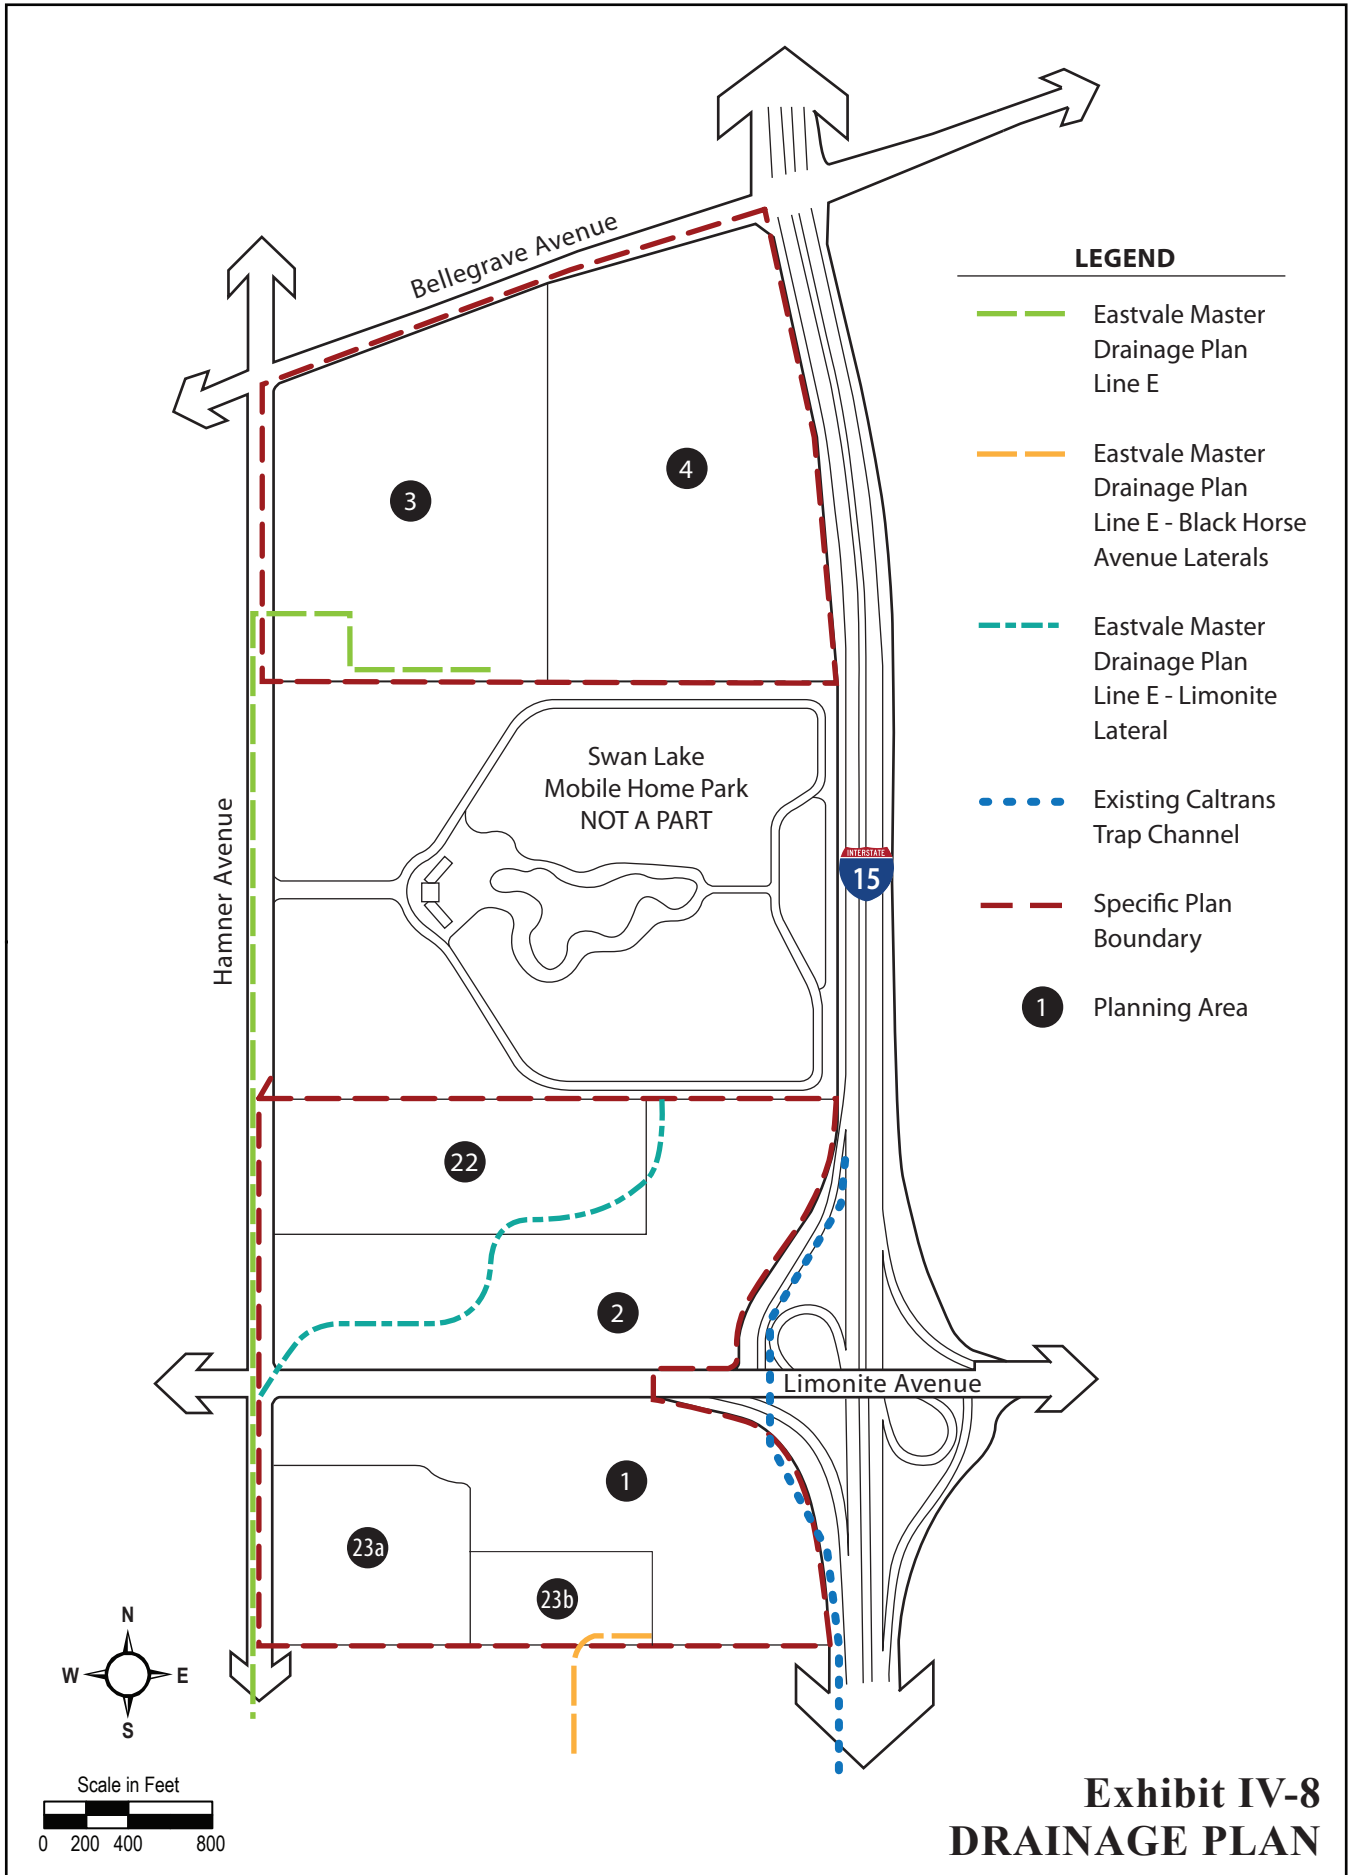 Bellegrave Avenue
LEGEND
Eastvale Master
Drainage Plan
Line E
Eastvale Master
Drainage Plan
Line E - Black Horse
Avenue Laterals
Eastvale Master
Drainage Plan
Line E - Limonite
Lateral
Existing Caltrans
Trap Channel
Specific Plan
Boundary
1 Planning Area
4
3
Swan Lake
Mobile Home Park
NOT A PART
Hamner Avenue
INTERSTATE
15
22
2
Limonite Avenue
1
23a
23b
N
W E
S
Scale in Feet
0 200 400 800
Exhibit IV-8
DRAINAGE PLAN